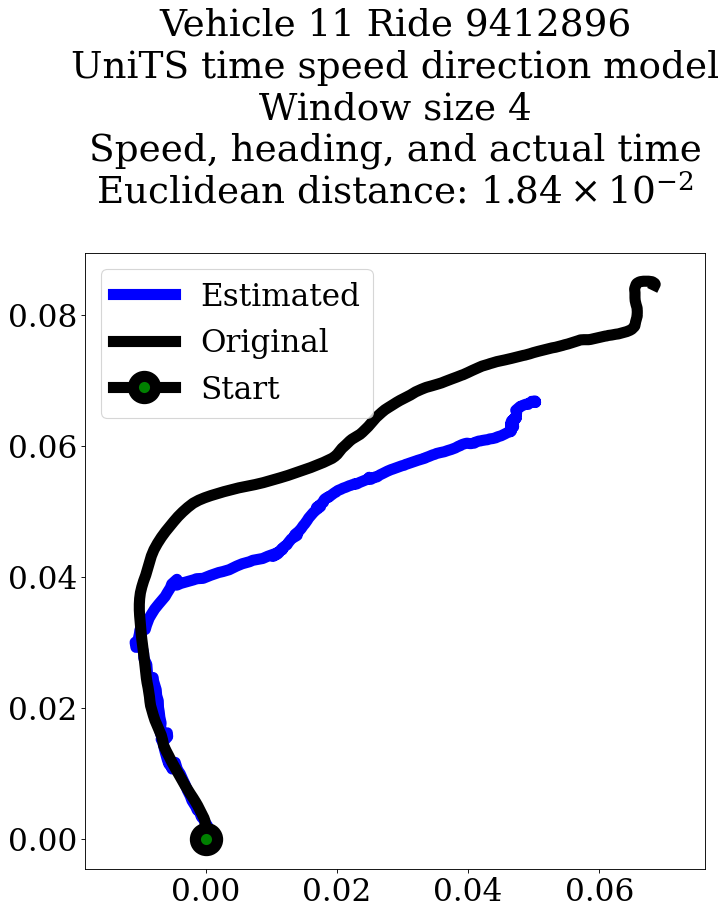 Vehicle 11 Ride 9412896
UniTS time speed direction model
Window size 4
Speed, heading, and actual time
Euclidean distance: 1.84 × 10⁻²
Estimated
Original
Start
0.08
0.06
0.04
0.02
0.00
0.00 0.02 0.04 0.06